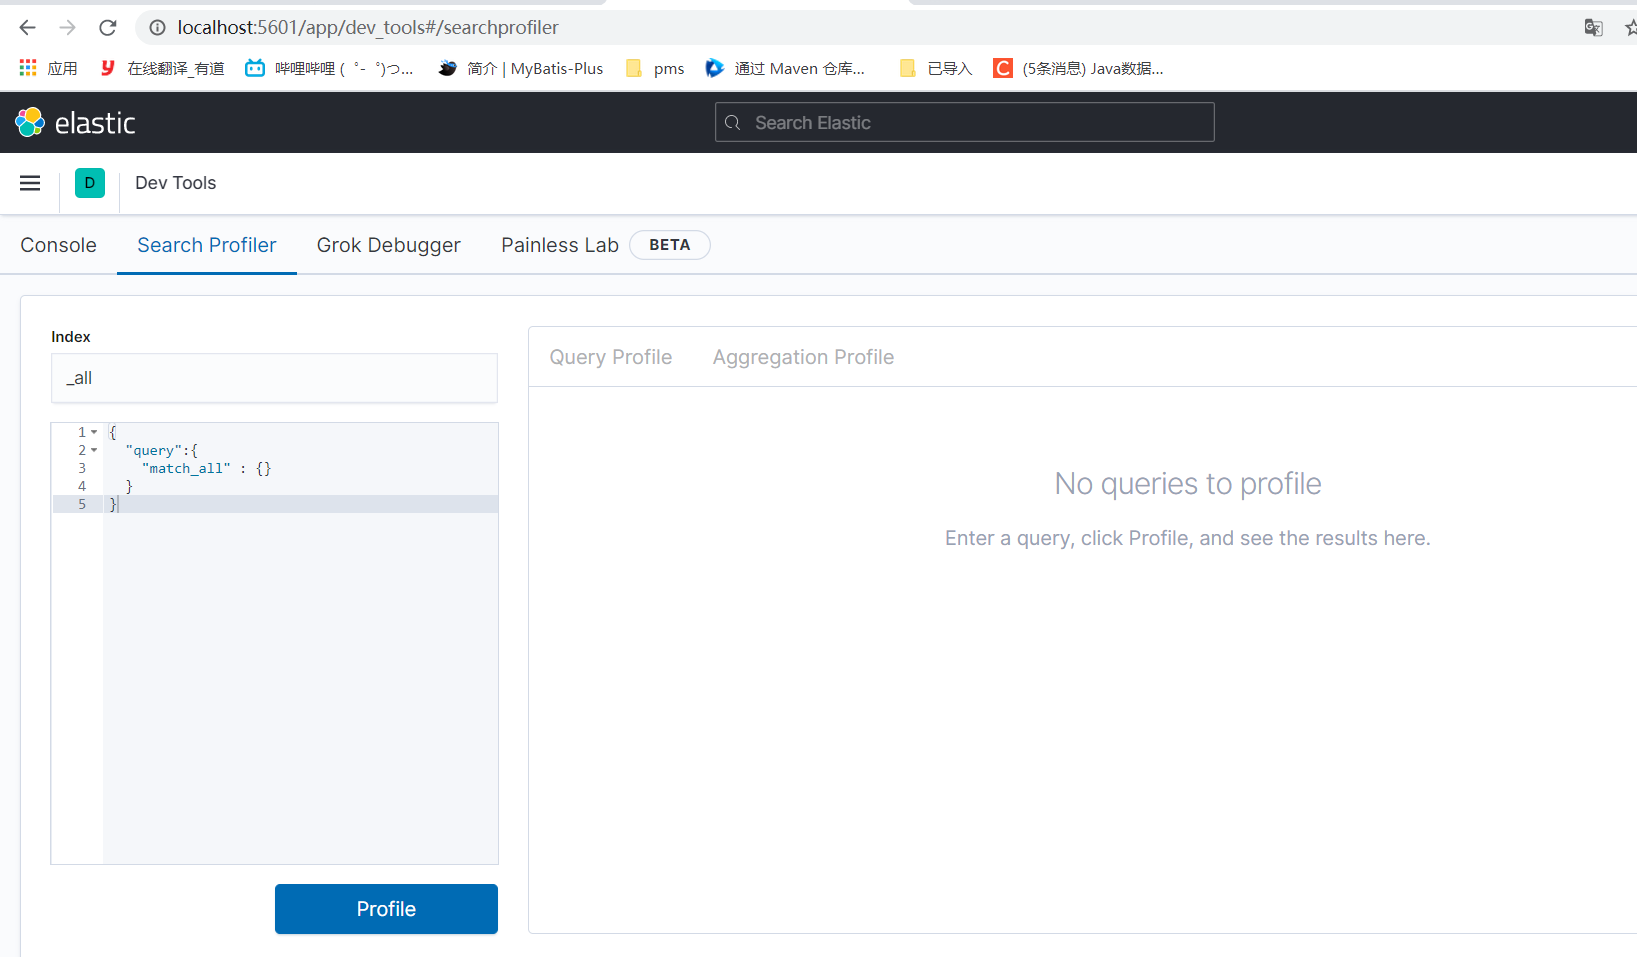 localhost:5601/app/dev_tools#/searchprofiler
应用 在线翻译_有道 哔哩哔哩 ( ゜- ゜)つ... 简介 | MyBatis-Plus pms 通过 Maven 仓库... 已导入 (5条消息) Java数据...
elastic Search Elastic
D Dev Tools
Console Search Profiler Grok Debugger Painless Lab BETA
Index
_all
Query Profile Aggregation Profile
1 {
2 "query":{
3 "match_all" : {}
4 }
5 }
No queries to profile
Enter a query, click Profile, and see the results here.
Profile